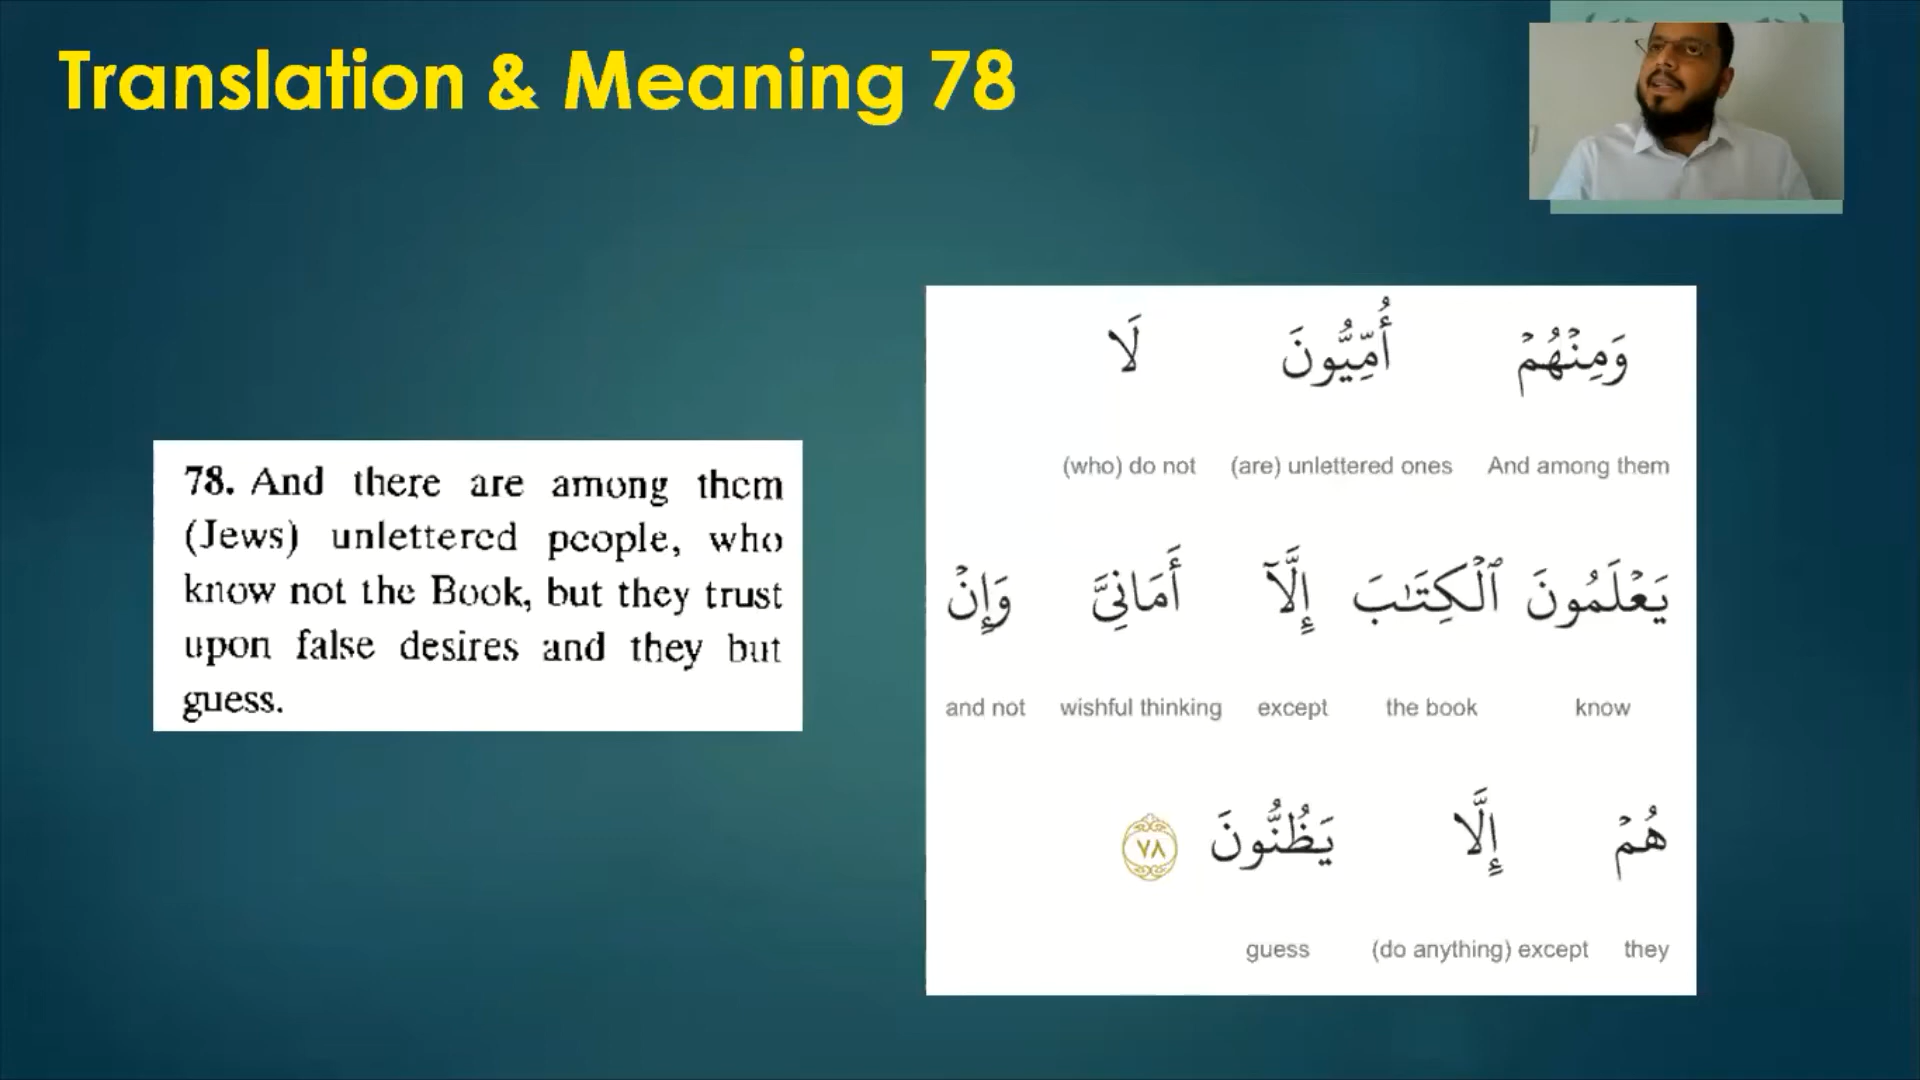 Translation & Meaning 78
78. And there are among them
(Jews) unlettered people, who
know not the Book, but they trust
upon false desires and they but
guess.
وَمِنْهُمْ أُمِّيُّونَ لَا
(who) do not (are) unlettered ones And among them
يَعْلَمُونَ ٱلْكِتَـٰبَ إِلَّآ أَمَانِىَّ وَإِنْ
and not wishful thinking except the book know
هُمْ إِلَّا يَظُنُّونَ ٧٨
guess (do anything) except they